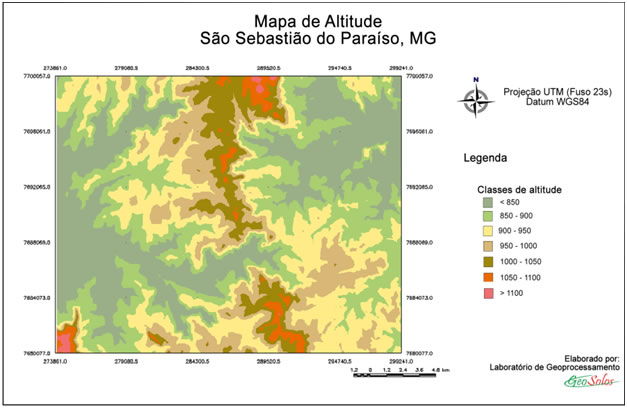 Mapa de Altitude
São Sebastião do Paraíso, MG
273861.0 279080.5 284300.5 289520.5 294740.5 299241.0
7700057.0 7700057.0
7696061.0 7696061.0
7692065.0 7692065.0
7688065.0 7688069.0
7684073.0 7684073.0
7680077.0 7680077.0
273861.0 279080.5 284300.5 289520.5 294740.5 299241.0
N
Projeção UTM (Fuso 23s)
Datum WGS84
Legenda
Classes de altitude
< 850
850 - 900
900 - 950
950 - 1000
1000 - 1050
1050 - 1100
> 1100
1.2 0 1.2 2.4 3.6 4.8 km
Elaborado por:
Laboratório de Geoprocessamento
GeoSolos